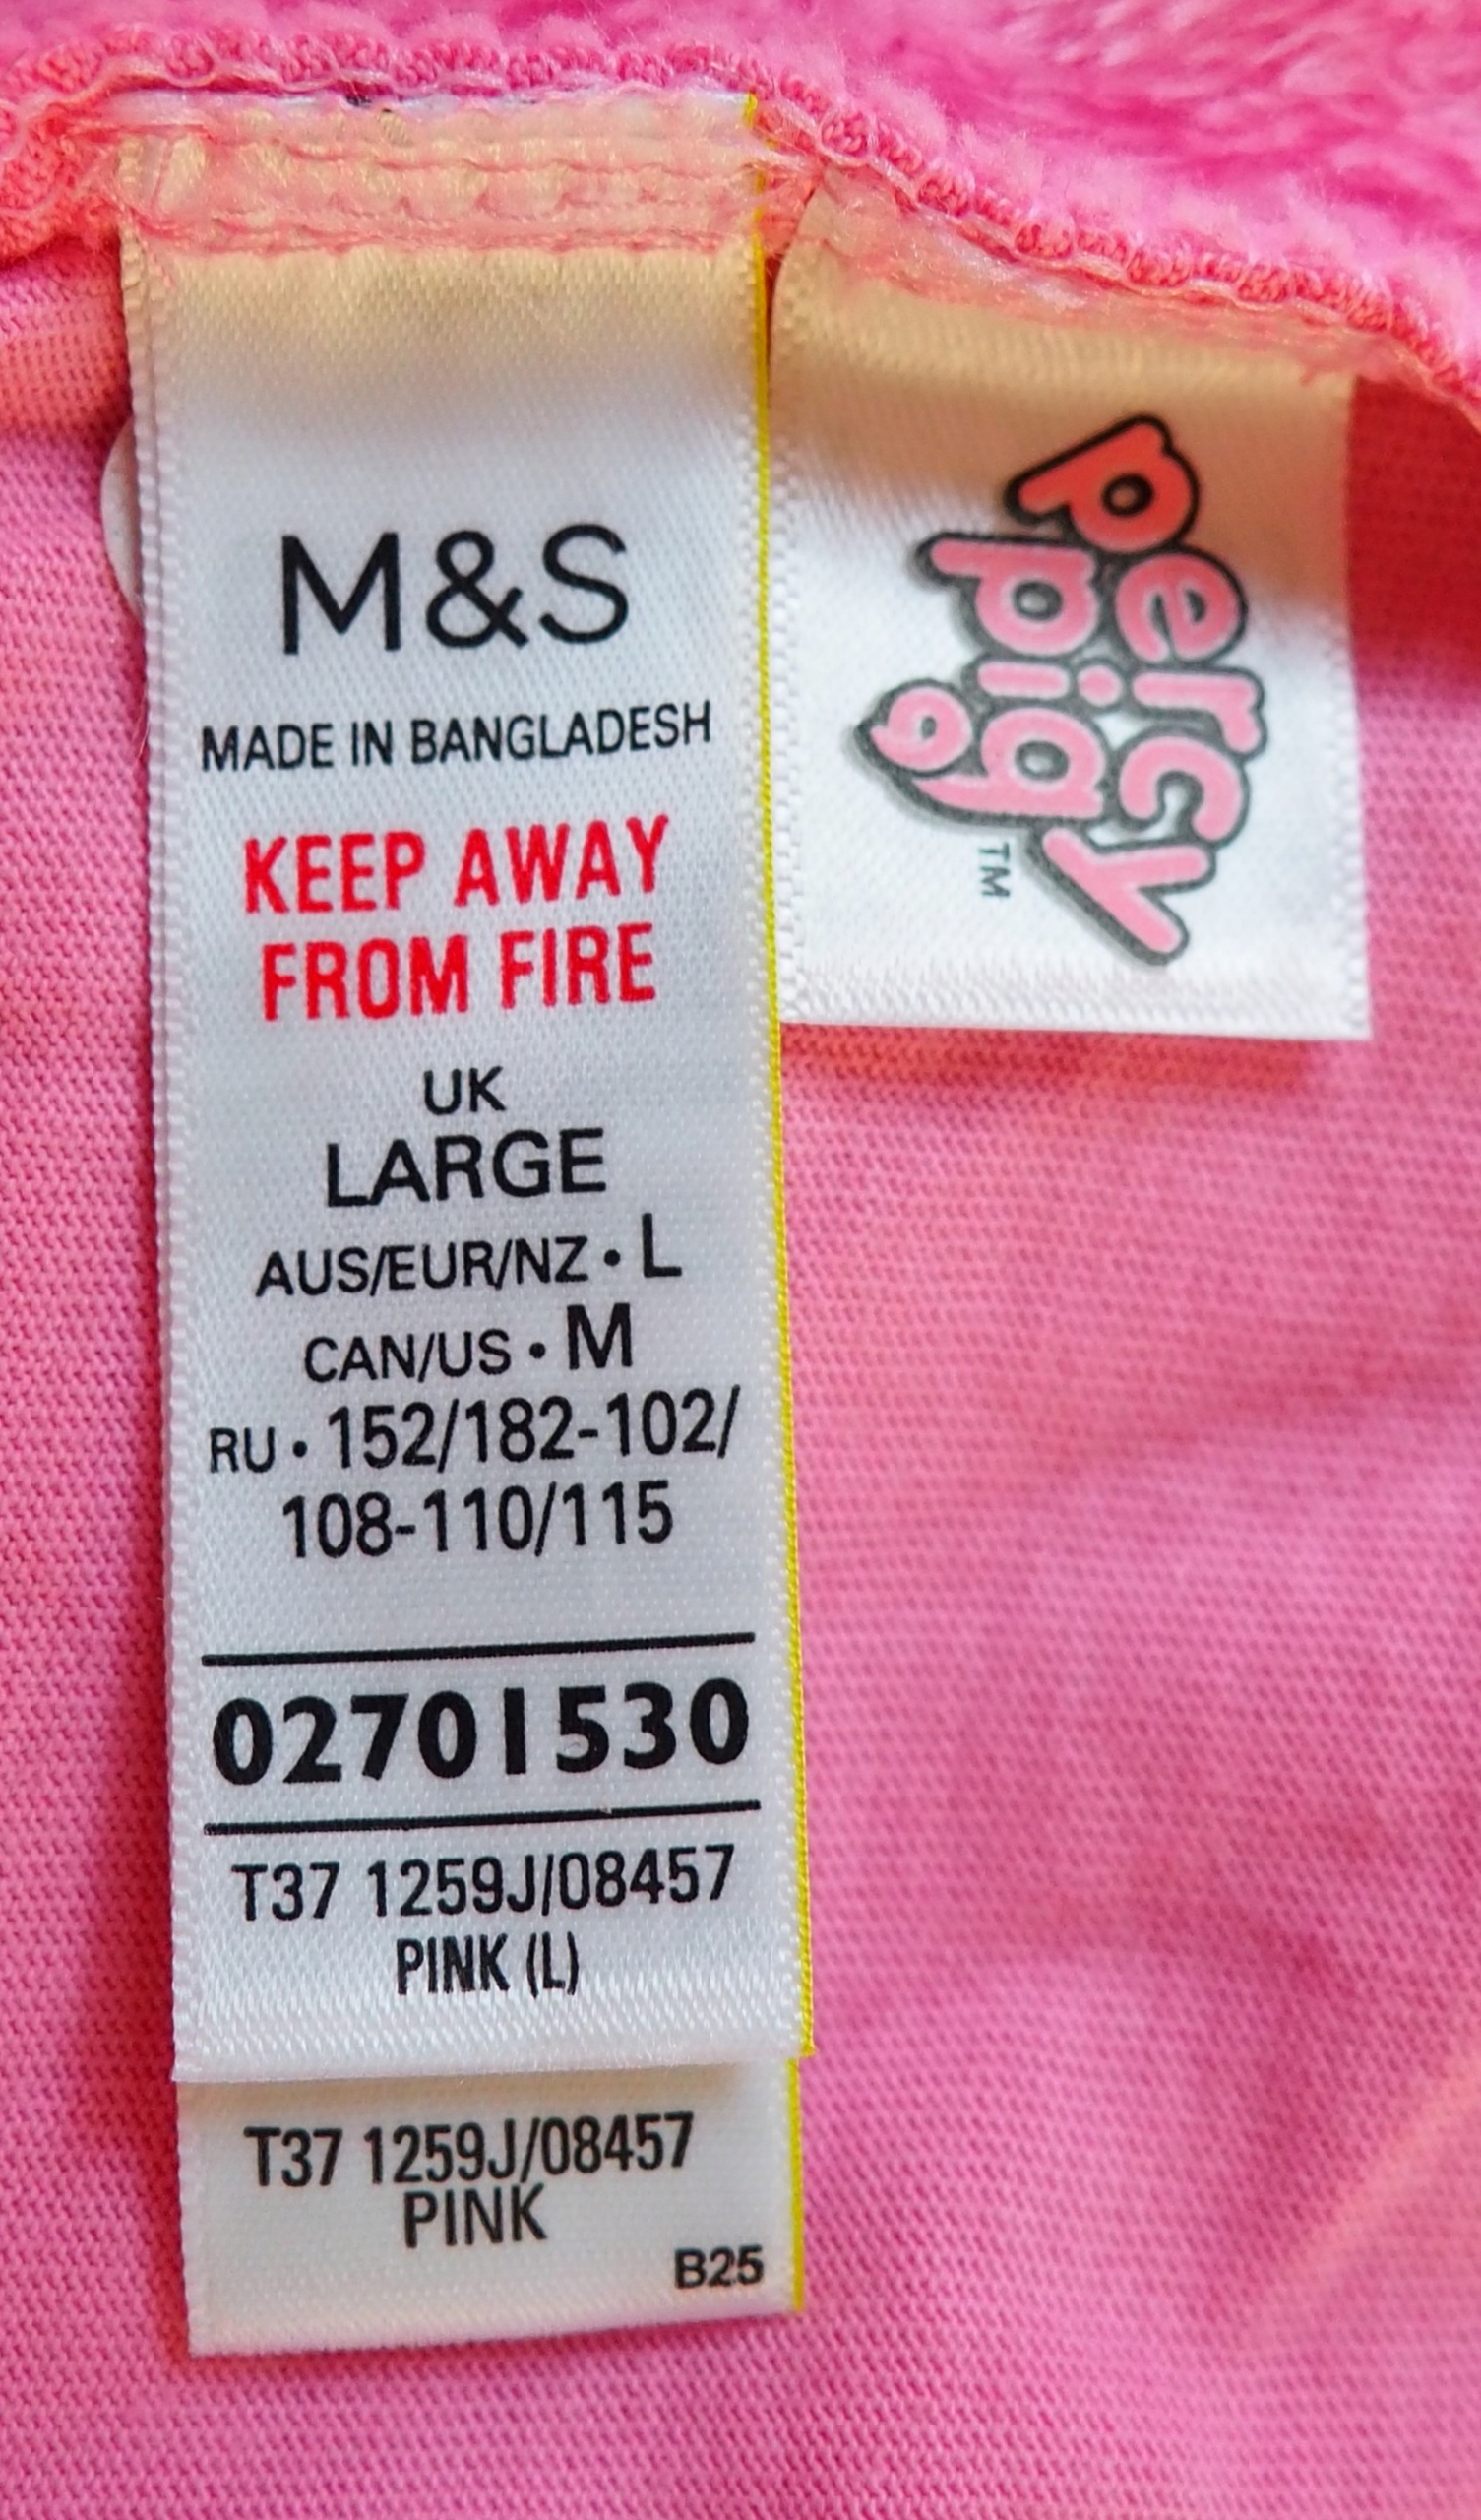 M&S
MADE IN BANGLADESH
KEEP AWAY
FROM FIRE
UK
LARGE
AUS/EUR/NZ • L
CAN/US • M
RU • 152/182-102/
108-110/115
02701530
T37 1259J/08457
PINK (L)
T37 1259J/08457
PINK
B25
percy
pig
TM